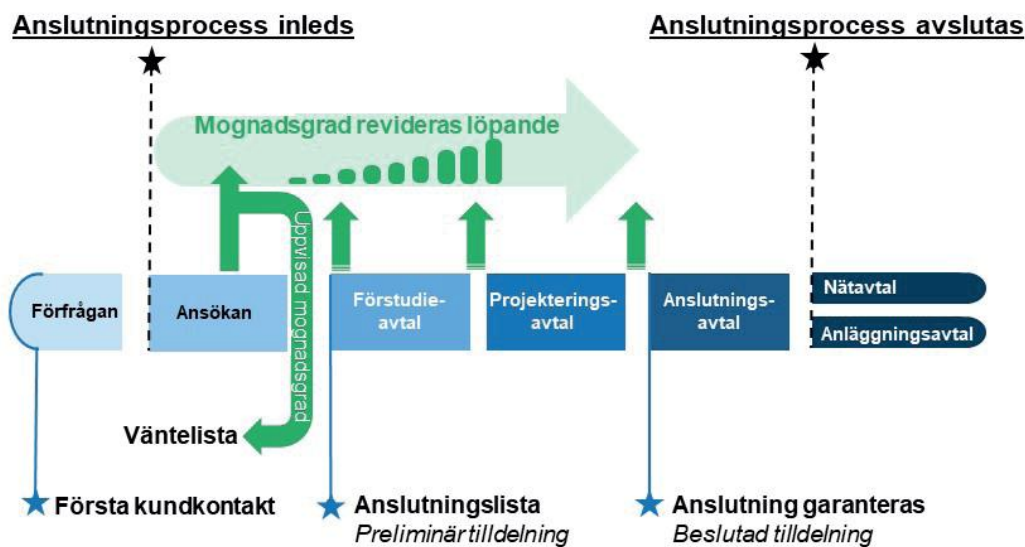 Anslutningsprocess inleds
Anslutningsprocess avslutas
Mognadsgrad revideras löpande
Uppvisad mognadsgrad
Förfrågan
Ansökan
Förstudie-
avtal
Projekterings-
avtal
Anslutnings-
avtal
Nätavtal
Anläggningsavtal
Väntelista
Första kundkontakt
Anslutningslista
Preliminär tilldelning
Anslutning garanteras
Beslutad tilldelning